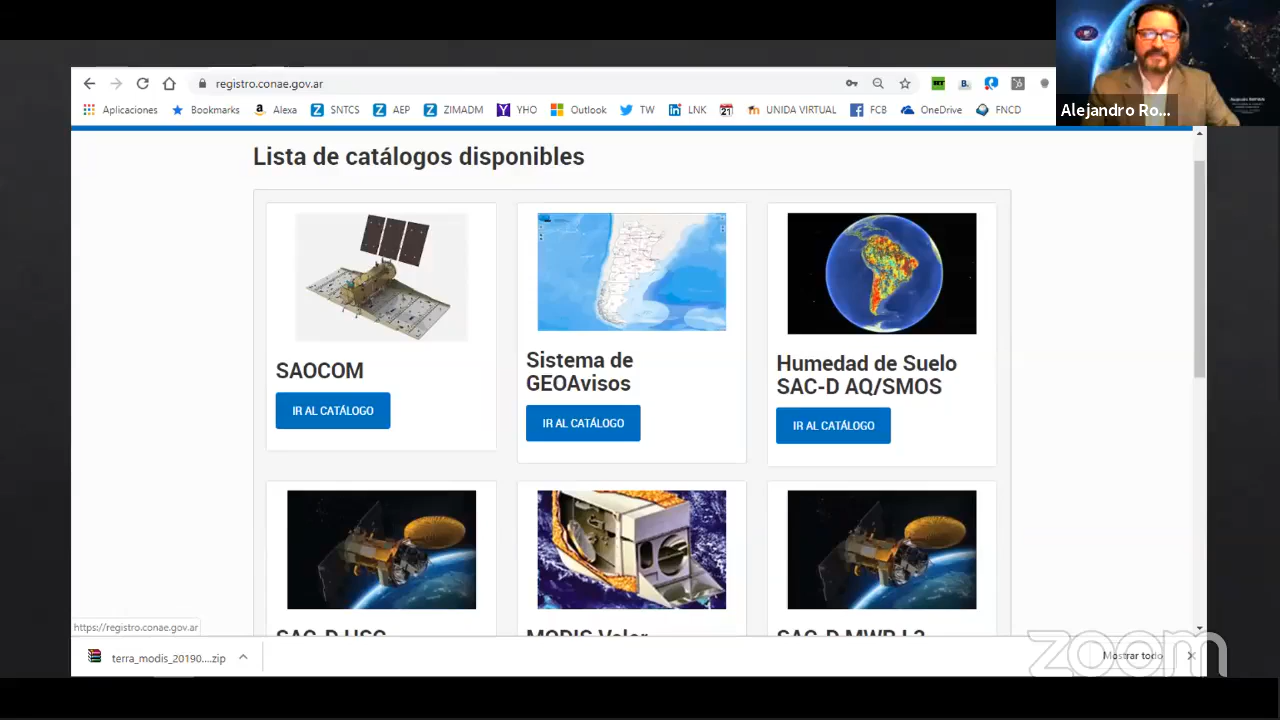 registro.conae.gov.ar
Aplicaciones Bookmarks Alexa SNTCS AEP ZIMADM YHO Outlook TW LNK 21 UNIDA VIRTUAL FCB OneDrive FNCD
Alejandro Ro...
Lista de catálogos disponibles
SAOCOM
IR AL CATÁLOGO
Sistema de
GEOAvisos
IR AL CATÁLOGO
Humedad de Suelo
SAC-D AQ/SMOS
IR AL CATÁLOGO
https://registro.conae.gov.ar
terra_modis_20190....zip
Mostrar todo
zoom